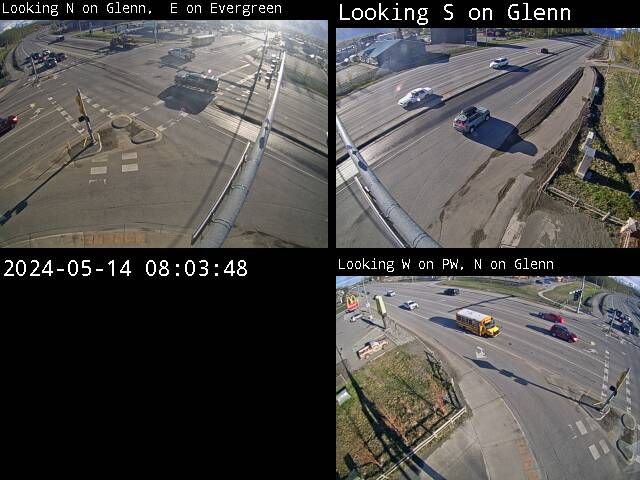 Looking N on Glenn,  E on Evergreen
Looking S on Glenn
2024-05-14 08:03:48
Looking W on PW, N on Glenn